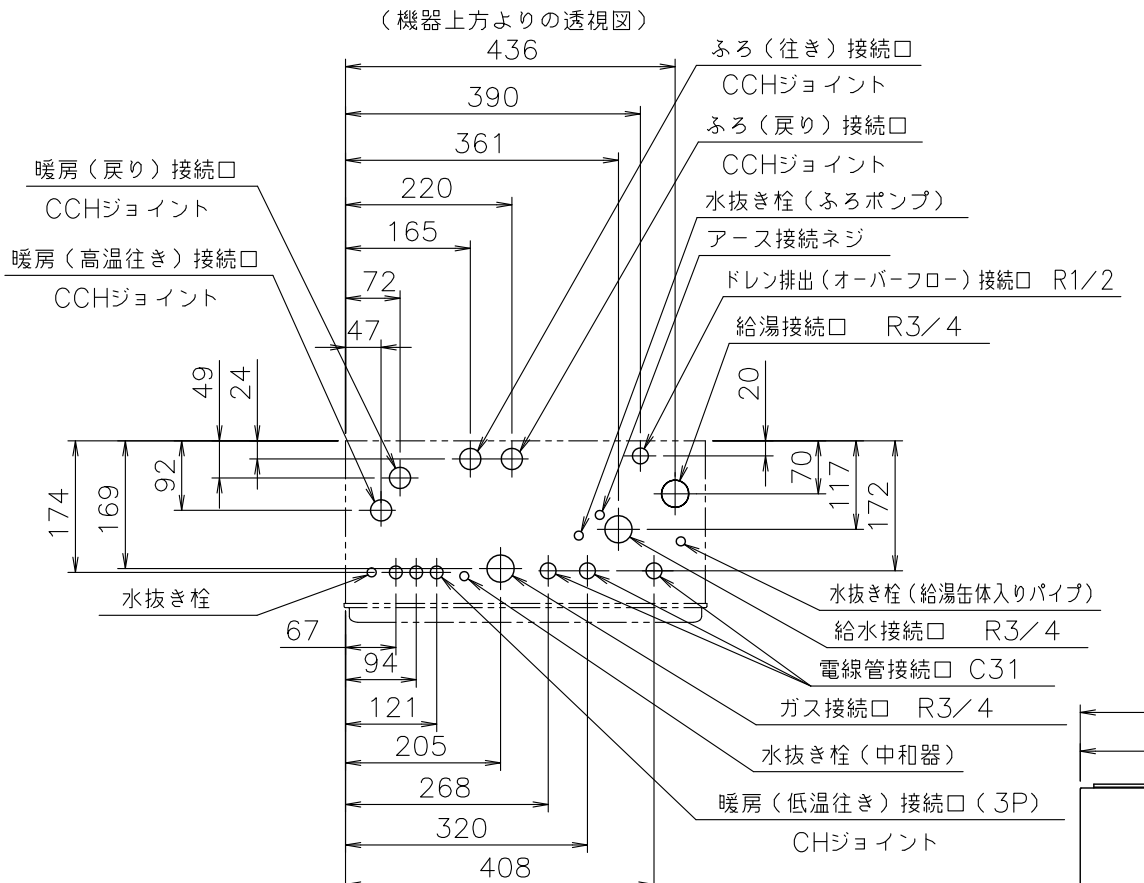 (機器上方よりの透視図)
436
ふろ(往き)接続口
CCHジョイント
390
ふろ(戻り)接続口
CCHジョイント
361
暖房(戻り)接続口
CCHジョイント
220
水抜き栓(ふろポンプ)
165
アース接続ネジ
暖房(高温往き)接続口
CCHジョイント
72
ドレン排出(オーバーフロー)接続口 R1/2
47
給湯接続口 R3/4
49
24
20
92
174
169
70
117
172
水抜き栓
水抜き栓(給湯缶体入りパイプ)
67
給水接続口 R3/4
94
電線管接続口 C31
121
ガス接続口 R3/4
205
水抜き栓(中和器)
268
暖房(低温往き)接続口(3P)
CHジョイント
320
408